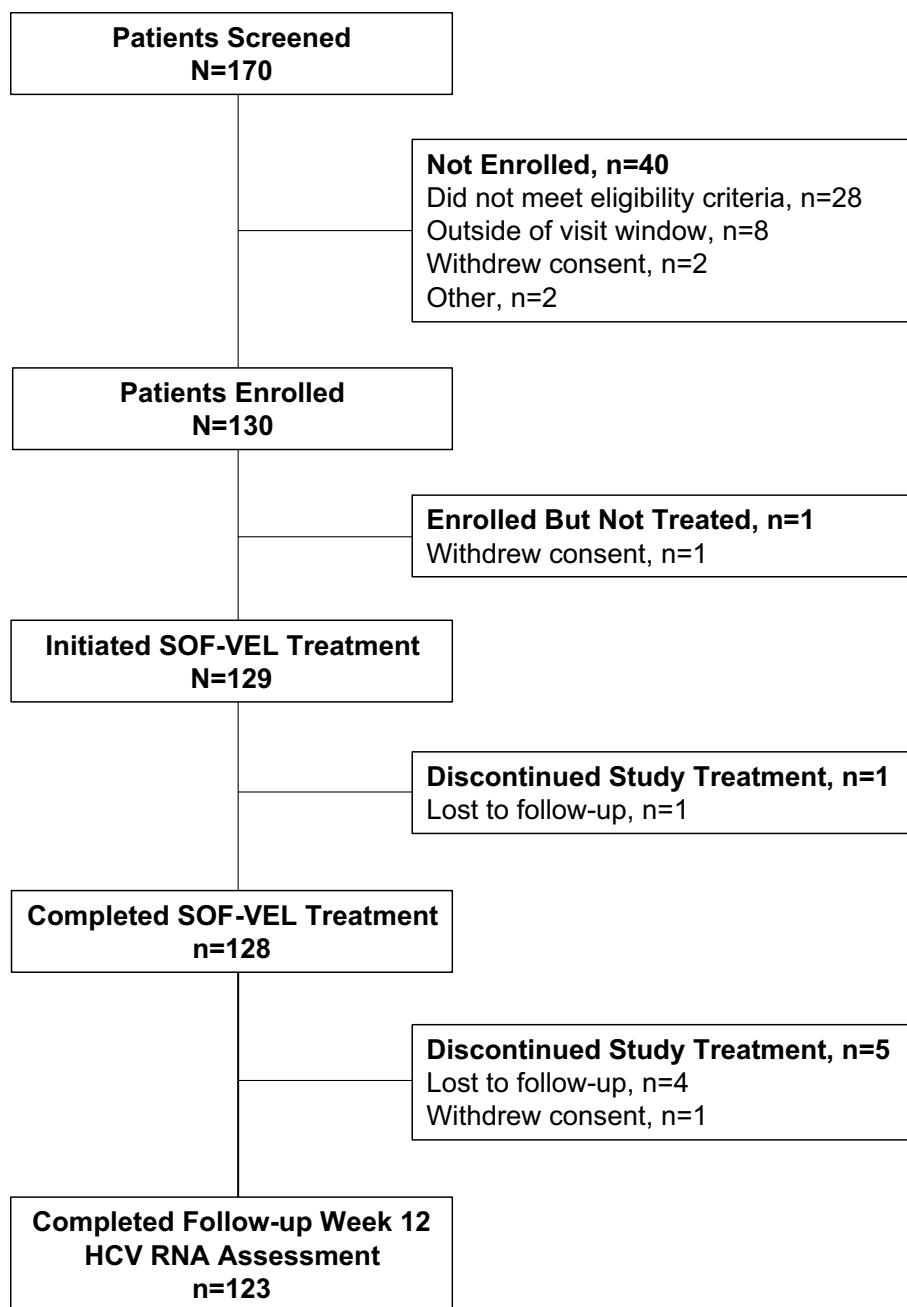 Patients Screened
N=170
Not Enrolled, n=40
Did not meet eligibility criteria, n=28
Outside of visit window, n=8
Withdrew consent, n=2
Other, n=2
Patients Enrolled
N=130
Enrolled But Not Treated, n=1
Withdrew consent, n=1
Initiated SOF-VEL Treatment
N=129
Discontinued Study Treatment, n=1
Lost to follow-up, n=1
Completed SOF-VEL Treatment
n=128
Discontinued Study Treatment, n=5
Lost to follow-up, n=4
Withdrew consent, n=1
Completed Follow-up Week 12
HCV RNA Assessment
n=123